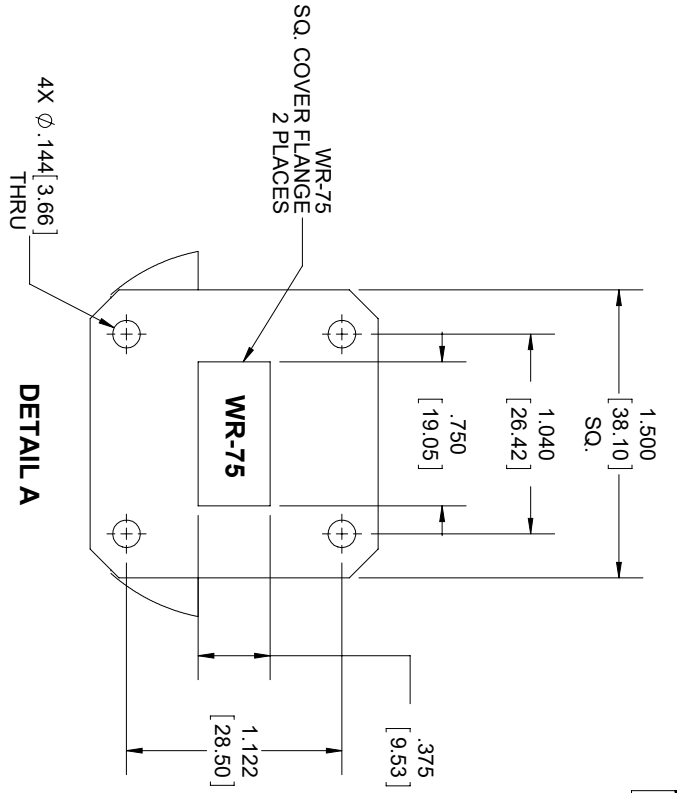 1.500
[38.10]
SQ.
1.040
[26.42]
.750
[19.05]
WR-75
SQ. COVER FLANGE
2 PLACES
WR-75
.375
[9.53]
1.122
[28.50]
4X ∅.144[3.66]
THRU
DETAIL A